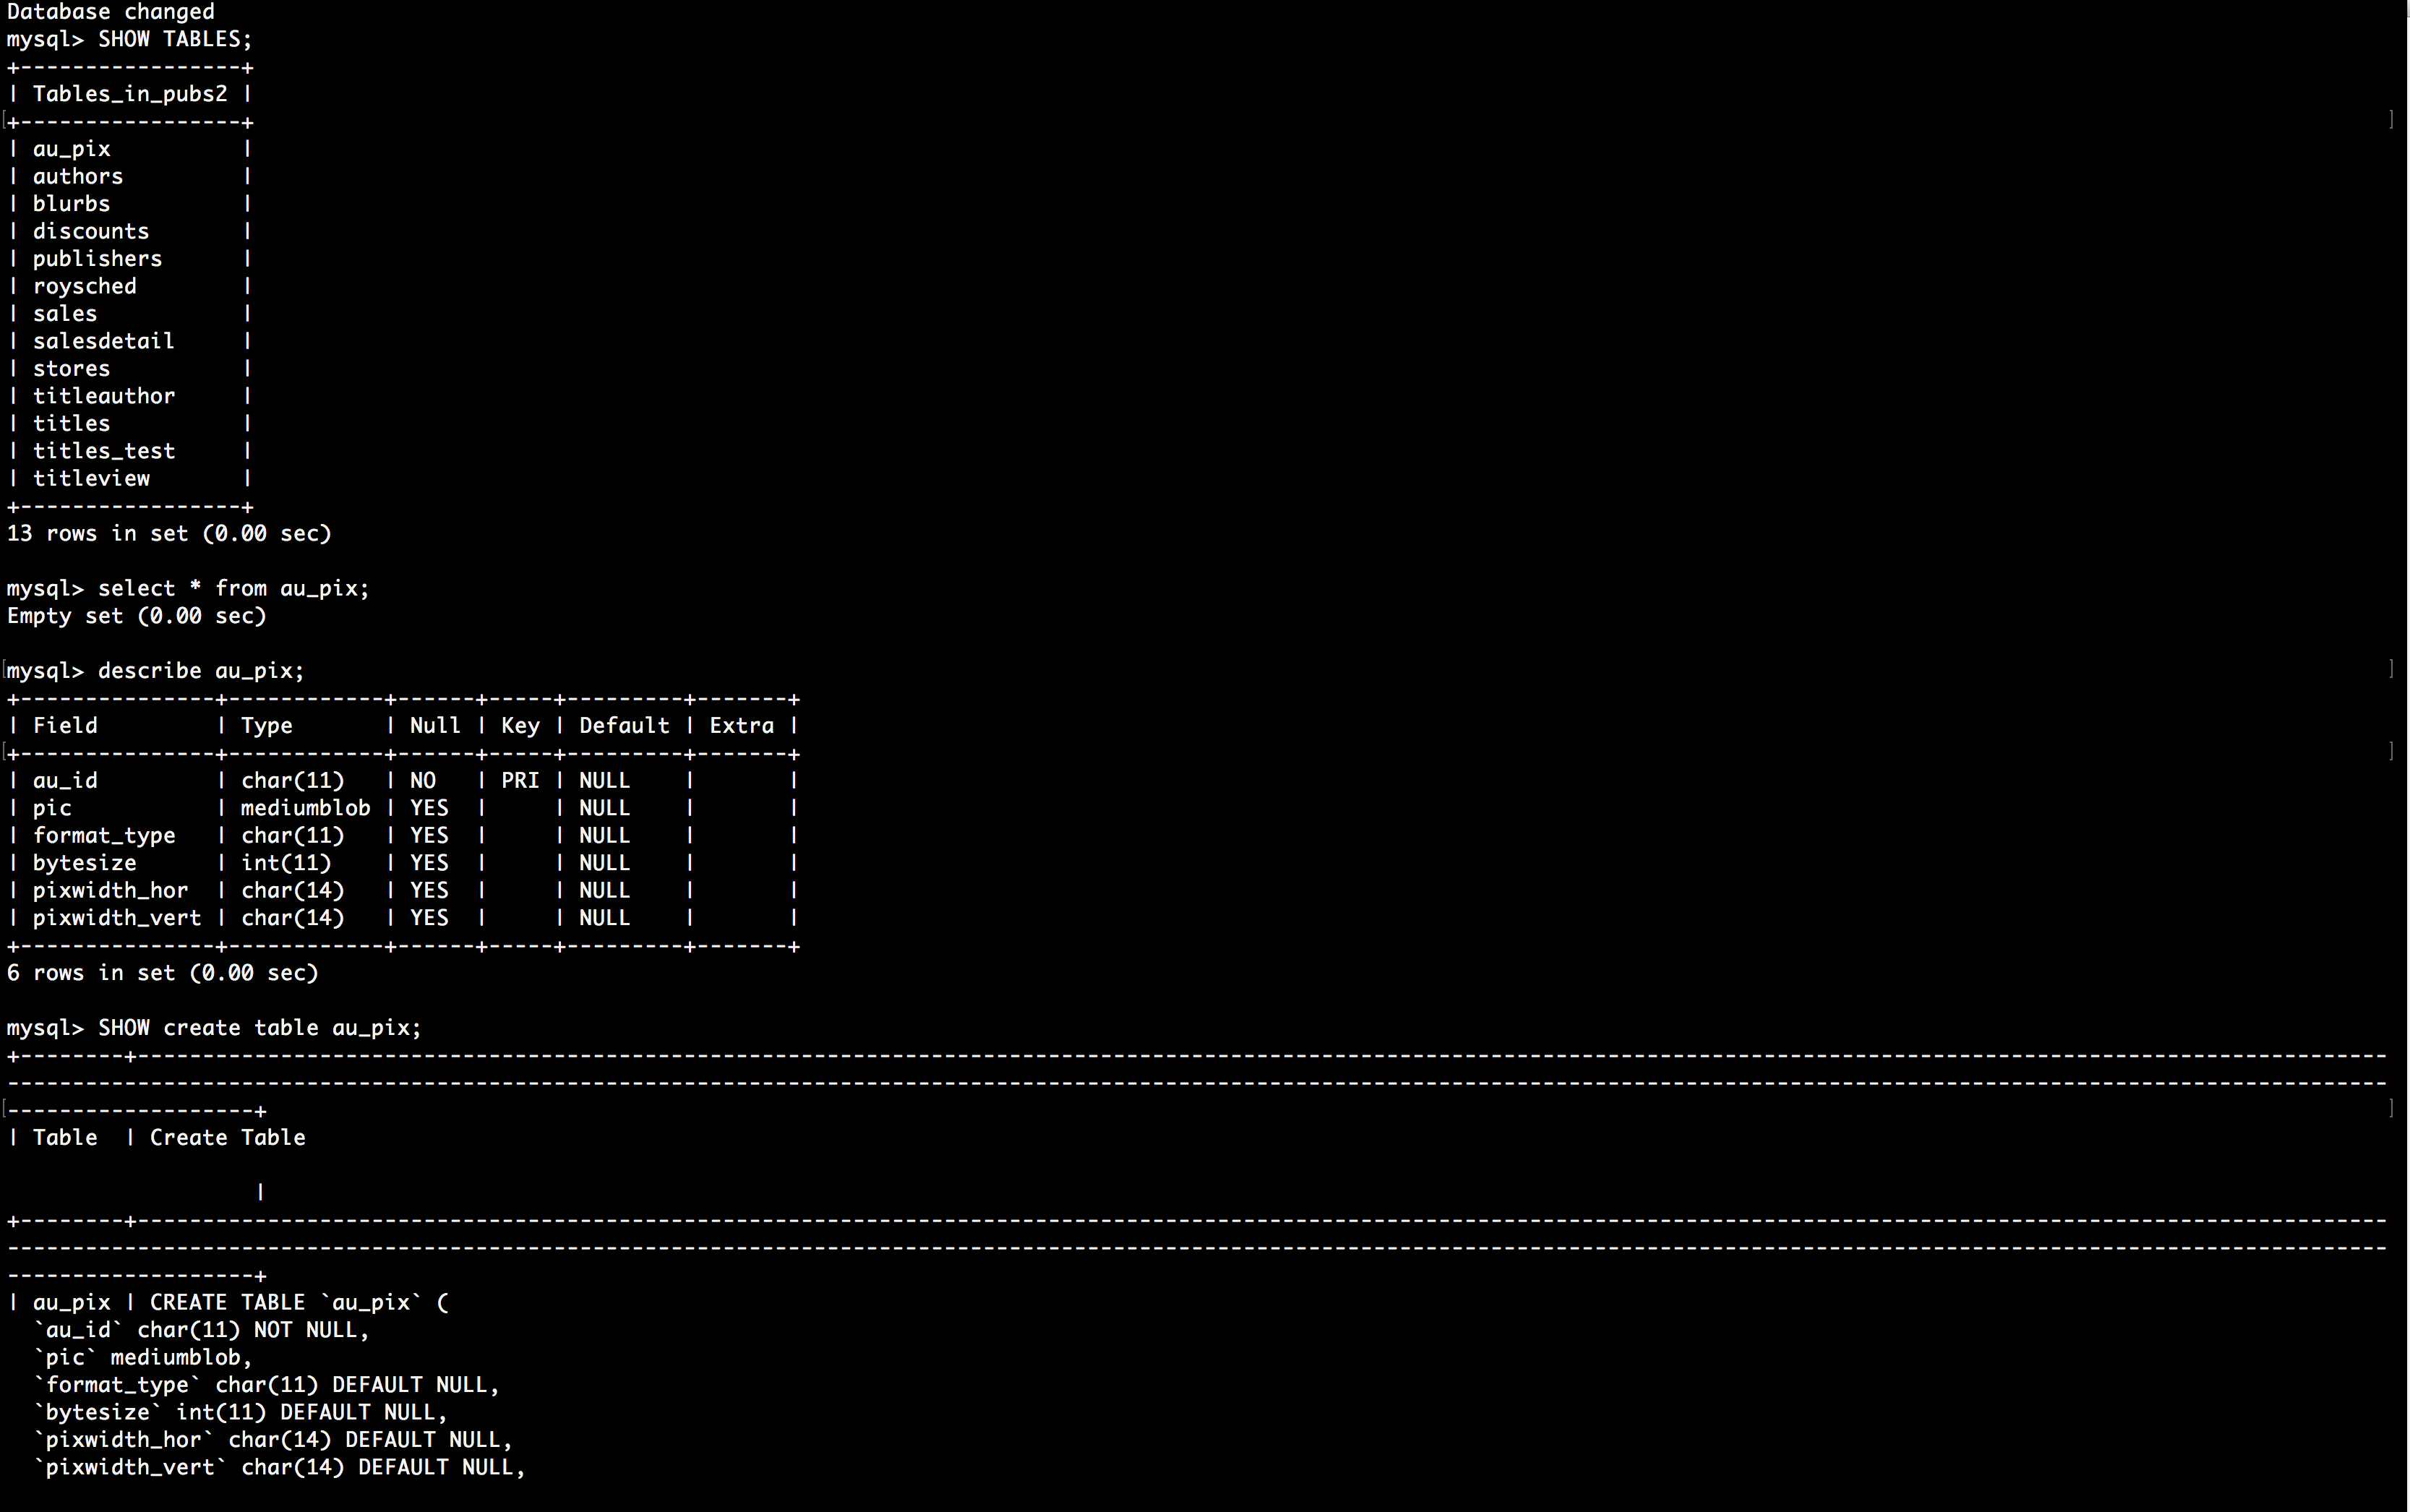 Database changed
mysql> SHOW TABLES;
+-----------------+
| Tables_in_pubs2 |
+-----------------+
| au_pix          |
| authors         |
| blurbs          |
| discounts       |
| publishers      |
| roysched        |
| sales           |
| salesdetail     |
| stores          |
| titleauthor     |
| titles          |
| titles_test     |
| titleview       |
+-----------------+
13 rows in set (0.00 sec)

mysql> select * from au_pix;
Empty set (0.00 sec)

mysql> describe au_pix;
+---------------+------------+------+-----+---------+-------+
| Field         | Type       | Null | Key | Default | Extra |
+---------------+------------+------+-----+---------+-------+
| au_id         | char(11)   | NO   | PRI | NULL    |       |
| pic           | mediumblob | YES  |     | NULL    |       |
| format_type   | char(11)   | YES  |     | NULL    |       |
| bytesize      | int(11)    | YES  |     | NULL    |       |
| pixwidth_hor  | char(14)   | YES  |     | NULL    |       |
| pixwidth_vert | char(14)   | YES  |     | NULL    |       |
+---------------+------------+------+-----+---------+-------+
6 rows in set (0.00 sec)

mysql> SHOW create table au_pix;
| Table  | Create Table
                   |
| au_pix | CREATE TABLE `au_pix` (
  `au_id` char(11) NOT NULL,
  `pic` mediumblob,
  `format_type` char(11) DEFAULT NULL,
  `bytesize` int(11) DEFAULT NULL,
  `pixwidth_hor` char(14) DEFAULT NULL,
  `pixwidth_vert` char(14) DEFAULT NULL,